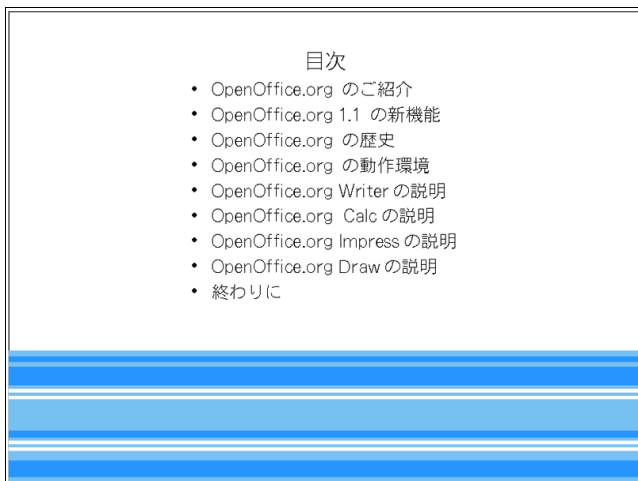 目次
• OpenOffice.org のご紹介
• OpenOffice.org 1.1 の新機能
• OpenOffice.org の歴史
• OpenOffice.org の動作環境
• OpenOffice.org Writer の説明
• OpenOffice.org Calc の説明
• OpenOffice.org Impress の説明
• OpenOffice.org Draw の説明
• 終わりに